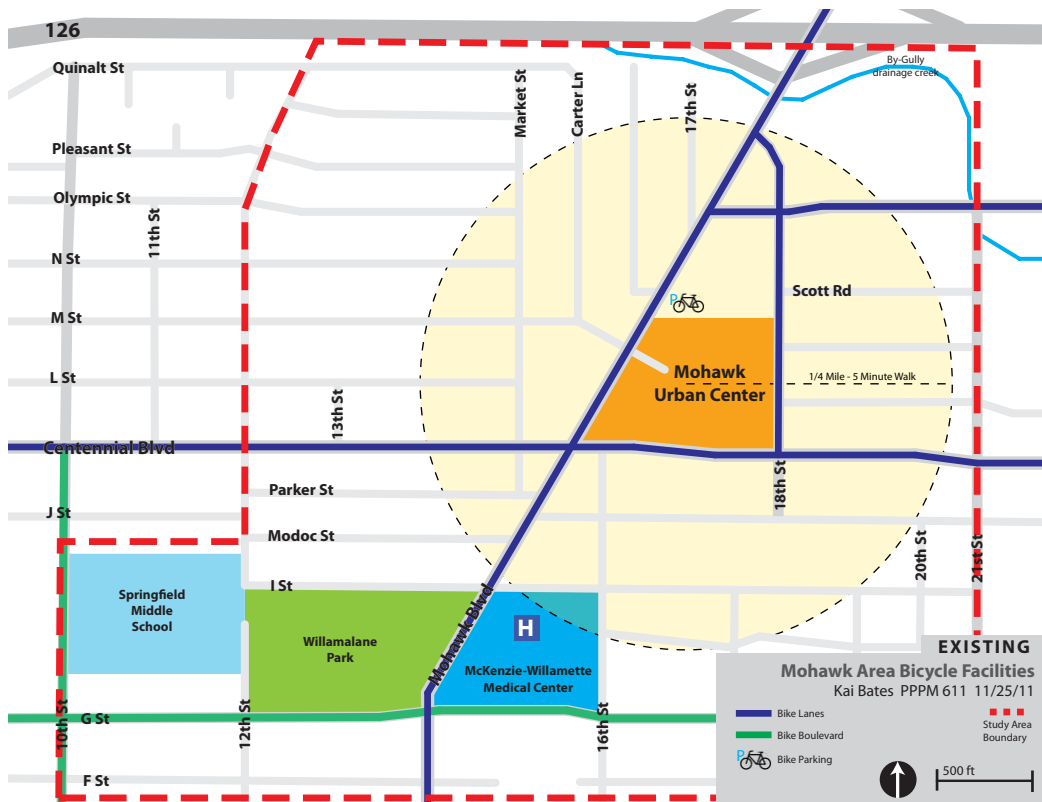 126
Quinalt St
By-Gully
drainage creek
Market St
Carter Ln
17th St
Pleasant St
Olympic St
11th St
N St
Scott Rd
P
M St
L St
Mohawk
Urban Center
1/4 Mile - 5 Minute Walk
13th St
Centennial Blvd
Parker St
18th St
J St
Modoc St
20th St
21st St
I St
Springfield
Middle
School
Willamalane
Park
Mohawk Blvd
H
McKenzie-Willamette
Medical Center
10th St
G St
12th St
16th St
F St
EXISTING
Mohawk Area Bicycle Facilities
Kai Bates PPPM 611 11/25/11
Bike Lanes
Bike Boulevard
P
Bike Parking
Study Area
Boundary
500 ft